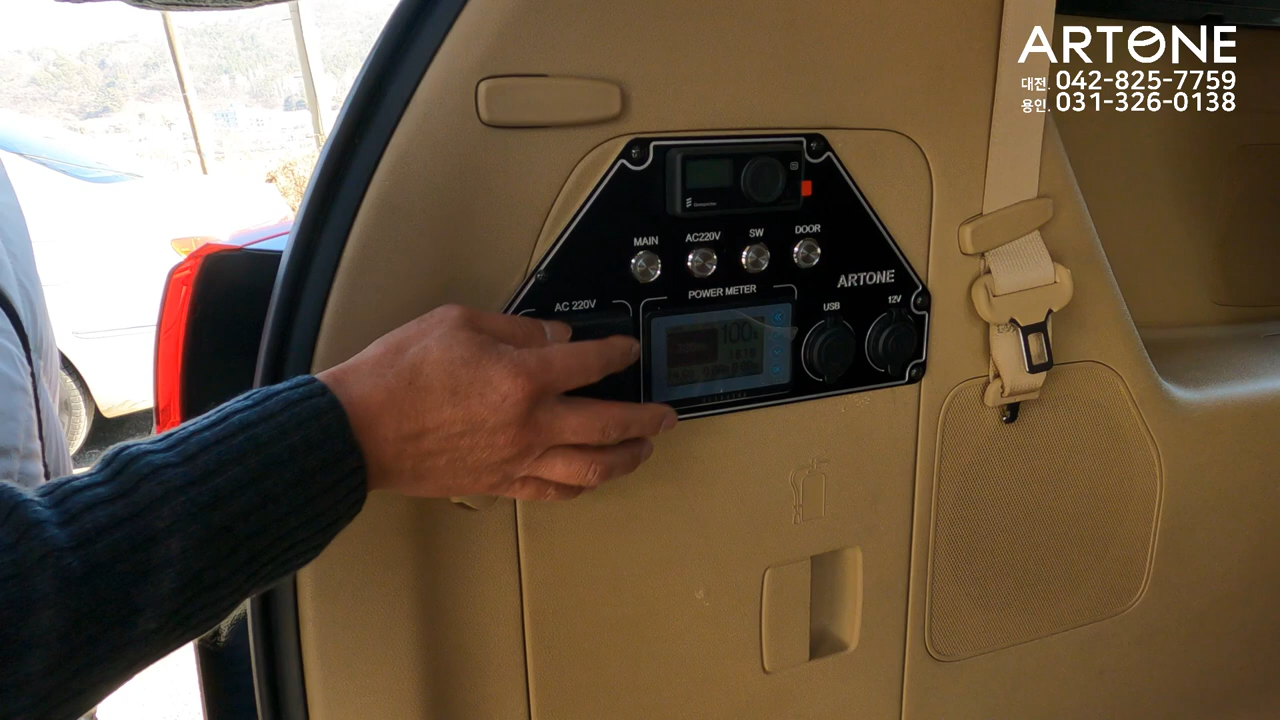 ARTONE
대전. 042-825-7759
용인. 031-326-0138
MAIN
AC220V
SW
DOOR
ARTONE
AC 220V
POWER METER
USB
12V
100%